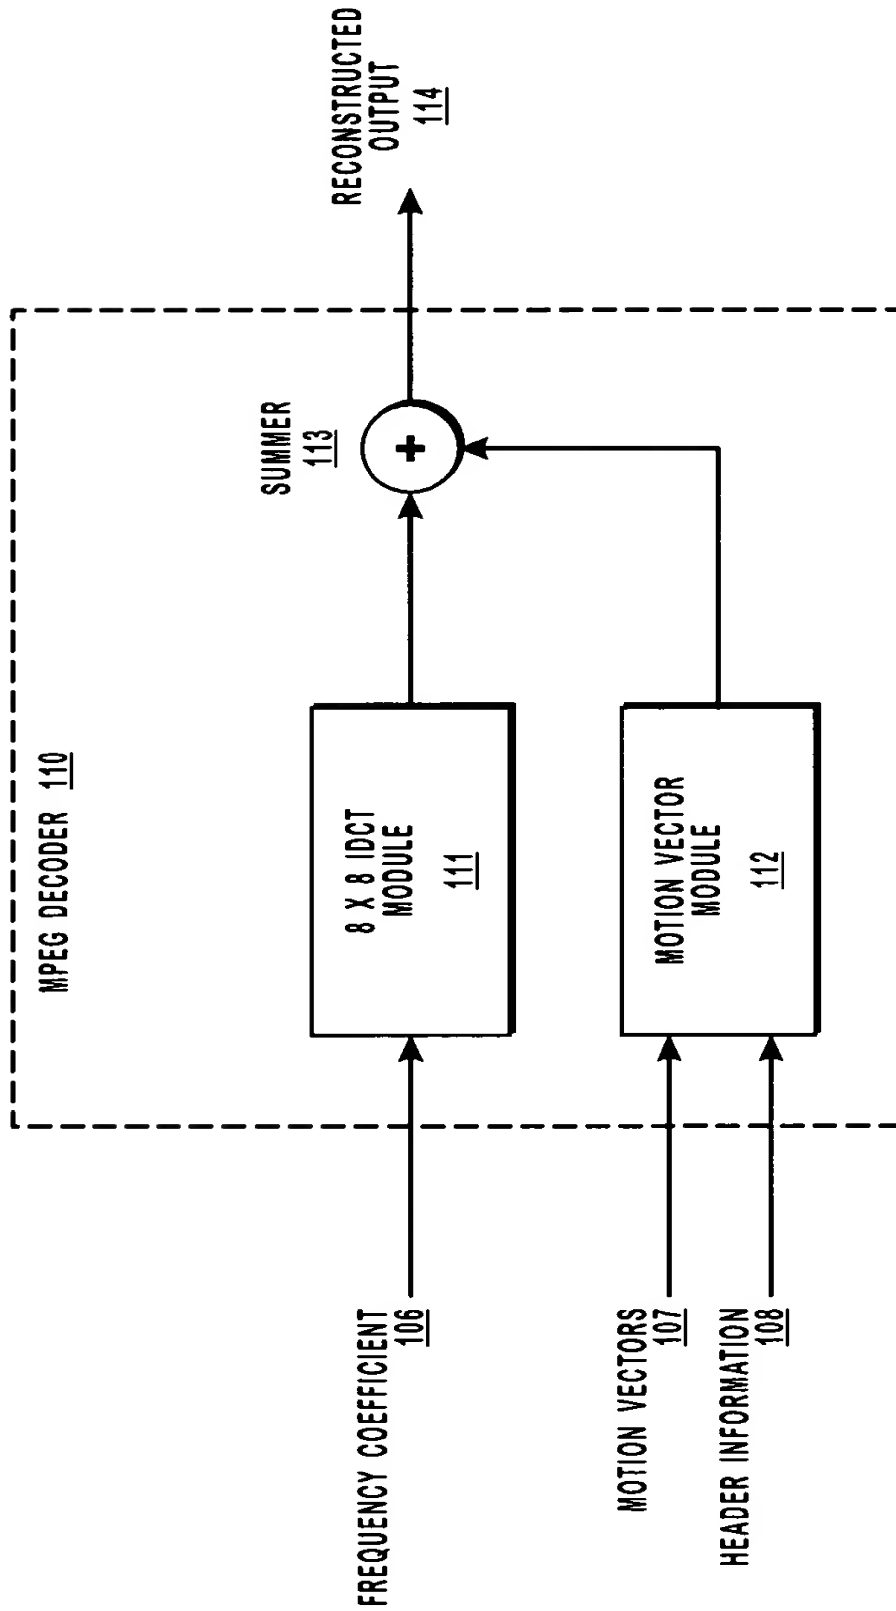 MPEG DECODER 110
FREQUENCY COEFFICIENT
106
8 X 8 IDCT
MODULE
111
SUMMER
113
RECONSTRUCTED
OUTPUT
114
MOTION VECTORS
107
HEADER INFORMATION
108
MOTION VECTOR
MODULE
112
+